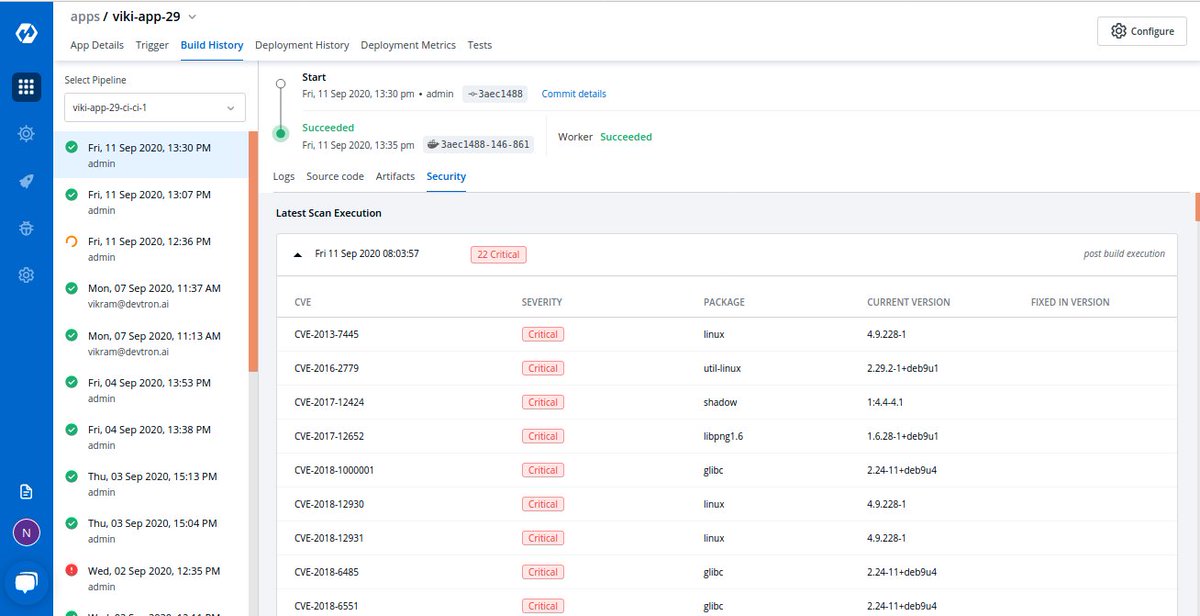 apps / viki-app-29
App Details Trigger Build History Deployment History Deployment Metrics Tests
Configure
Select Pipeline
viki-app-29-ci-ci-1
Fri, 11 Sep 2020, 13:30 PM
admin
Fri, 11 Sep 2020, 13:07 PM
admin
Fri, 11 Sep 2020, 12:36 PM
admin
Mon, 07 Sep 2020, 11:37 AM
vikram@devtron.ai
Mon, 07 Sep 2020, 11:13 AM
vikram@devtron.ai
Fri, 04 Sep 2020, 13:53 PM
admin
Fri, 04 Sep 2020, 13:38 PM
admin
Thu, 03 Sep 2020, 15:13 PM
admin
Thu, 03 Sep 2020, 15:04 PM
admin
Wed, 02 Sep 2020, 12:35 PM
admin
N
Start
Fri, 11 Sep 2020, 13:30 pm • admin 3aec1488 Commit details
Succeeded
Fri, 11 Sep 2020, 13:35 pm 3aec1488-146-861
Worker Succeeded
Logs Source code Artifacts Security
Latest Scan Execution
Fri 11 Sep 2020 08:03:57 22 Critical post build execution
CVE SEVERITY PACKAGE CURRENT VERSION FIXED IN VERSION
CVE-2013-7445 Critical linux 4.9.228-1
CVE-2016-2779 Critical util-linux 2.29.2-1+deb9u1
CVE-2017-12424 Critical shadow 1:4.4-4.1
CVE-2017-12652 Critical libpng1.6 1.6.28-1+deb9u1
CVE-2018-1000001 Critical glibc 2.24-11+deb9u4
CVE-2018-12930 Critical linux 4.9.228-1
CVE-2018-12931 Critical linux 4.9.228-1
CVE-2018-6485 Critical glibc 2.24-11+deb9u4
CVE-2018-6551 Critical glibc 2.24-11+deb9u4